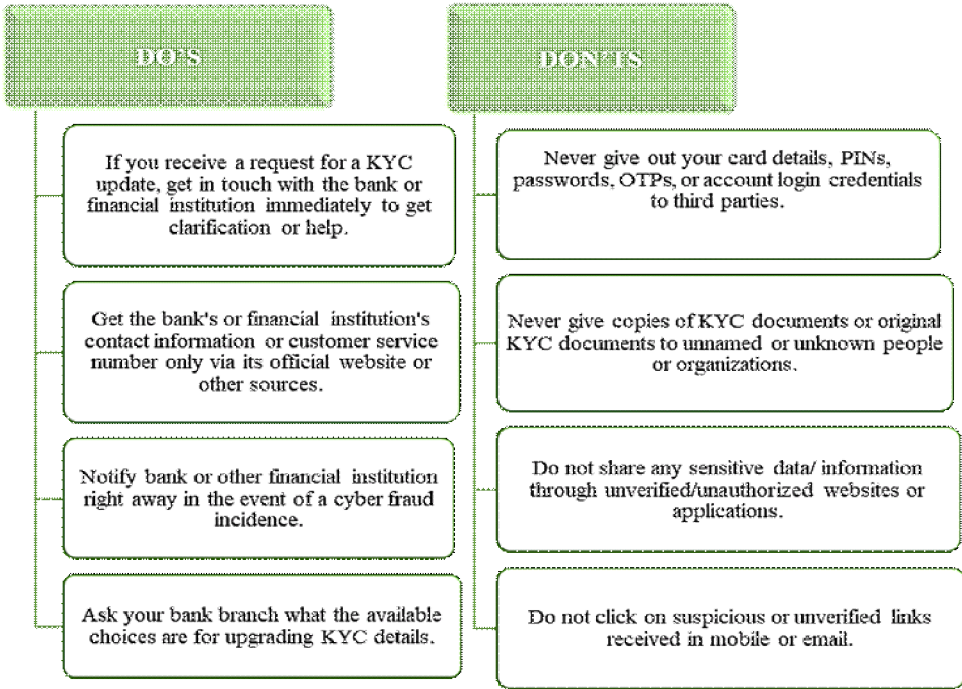 DO'S
If you receive a request for a KYC
update, get in touch with the bank or
financial institution immediately to get
clarification or help.
Get the bank's or financial institution's
contact information or customer service
number only via its official website or
other sources.
Notify bank or other financial institution
right away in the event of a cyber fraud
incidence.
Ask your bank branch what the available
choices are for upgrading KYC details.
DON'TS
Never give out your card details, PINs,
passwords, OTPs, or account login credentials
to third parties.
Never give copies of KYC documents or original
KYC documents to unnamed or unknown people
or organizations.
Do not share any sensitive data/ information
through unverified/unauthorized websites or
applications.
Do not click on suspicious or unverified links
received in mobile or email.